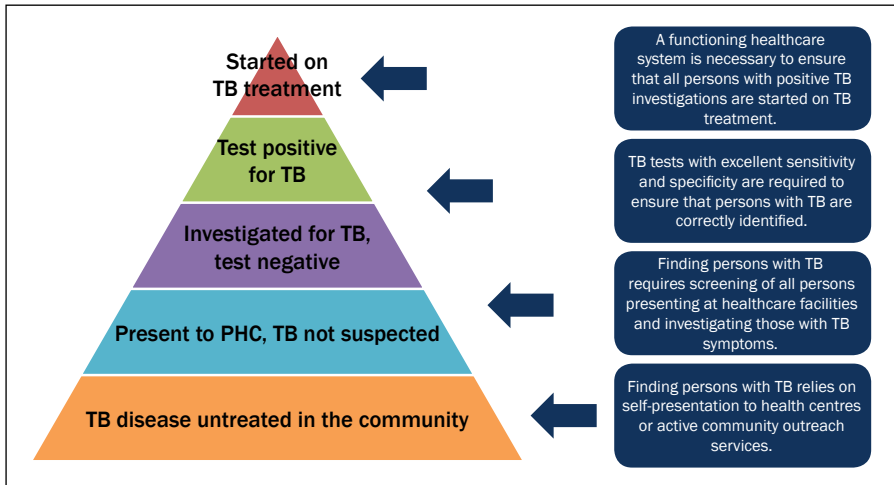 Started on
TB treatment
A functioning healthcare
system is necessary to ensure
that all persons with positive TB
investigations are started on TB
treatment.
Test positive
for TB
TB tests with excellent sensitivity
and specificity are required to
ensure that persons with TB are
correctly identified.
Investigated for TB,
test negative
Finding persons with TB
requires screening of all persons
presenting at healthcare facilities
and investigating those with TB
symptoms.
Present to PHC, TB not suspected
Finding persons with TB relies on
self-presentation to health centres
or active community outreach
services.
TB disease untreated in the community